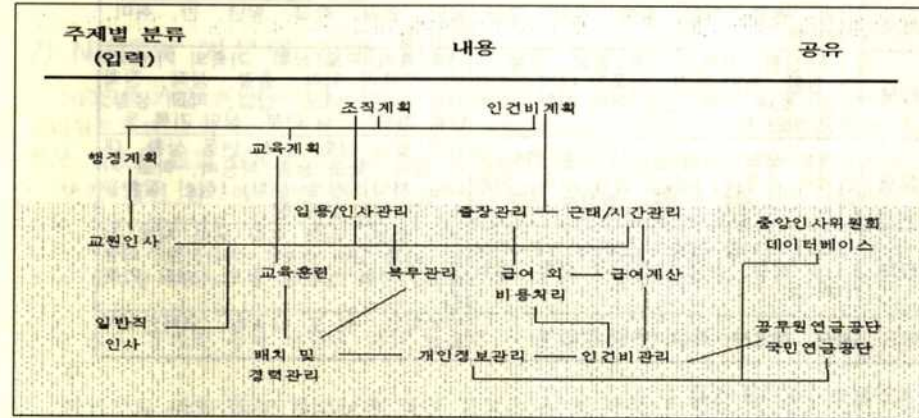 주제별 분류
(입력)
내용
공유
조직계획
인건비계획
교육계획
행정계획
임용/인사관리
출장관리
근태/시간관리
중앙인사위원회
데이터베이스
교원인사
교육훈련
복무관리
급여 외
비용처리
급여계산
일반직
인사
배치 및
경력관리
개인정보관리
인건비관리
공무원연금공단
국민연금공단